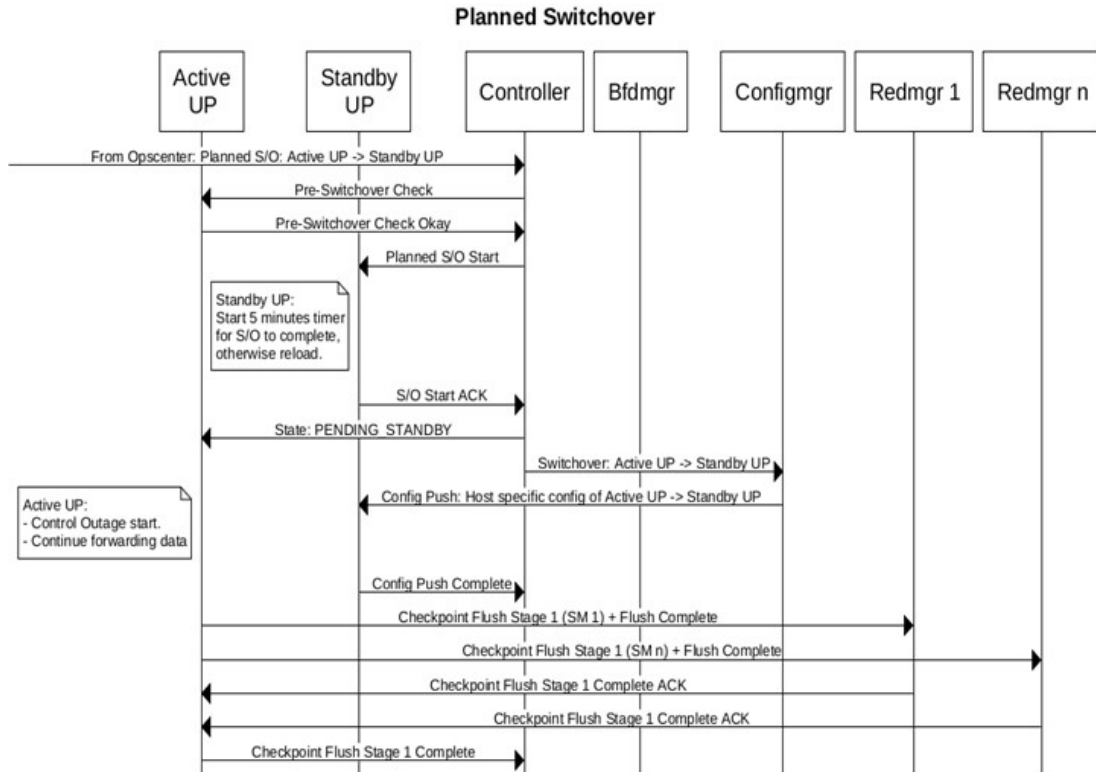 Planned Switchover
Active
UP
Standby
UP
Controller
Bfdmgr
Configmgr
Redmgr 1
Redmgr n
From Opscenter: Planned S/O: Active UP -> Standby UP
Pre-Switchover Check
Pre-Switchover Check Okay
Planned S/O Start
Standby UP:
Start 5 minutes timer
for S/O to complete,
otherwise reload.
S/O Start ACK
State: PENDING_STANDBY
Switchover: Active UP -> Standby UP
Config Push: Host specific config of Active UP -> Standby UP
Active UP:
- Control Outage start.
- Continue forwarding data
Config Push Complete
Checkpoint Flush Stage 1 (SM 1) + Flush Complete
Checkpoint Flush Stage 1 (SM n) + Flush Complete
Checkpoint Flush Stage 1 Complete ACK
Checkpoint Flush Stage 1 Complete ACK
Checkpoint Flush Stage 1 Complete